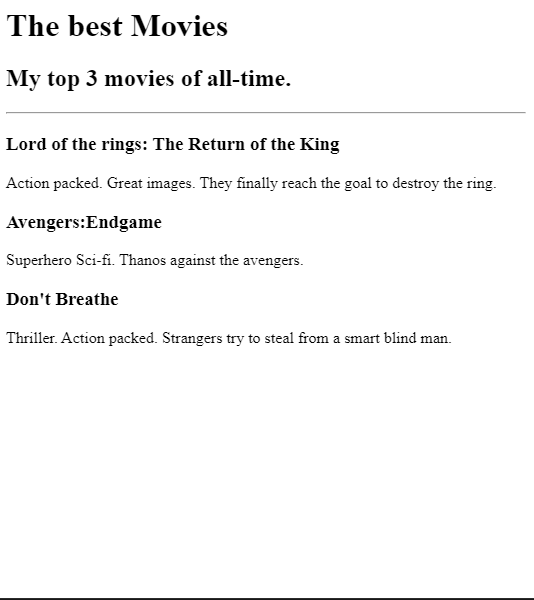 The best Movies
My top 3 movies of all-time.
Lord of the rings: The Return of the King
Action packed. Great images. They finally reach the goal to destroy the ring.
Avengers:Endgame
Superhero Sci-fi. Thanos against the avengers.
Don't Breathe
Thriller. Action packed. Strangers try to steal from a smart blind man.